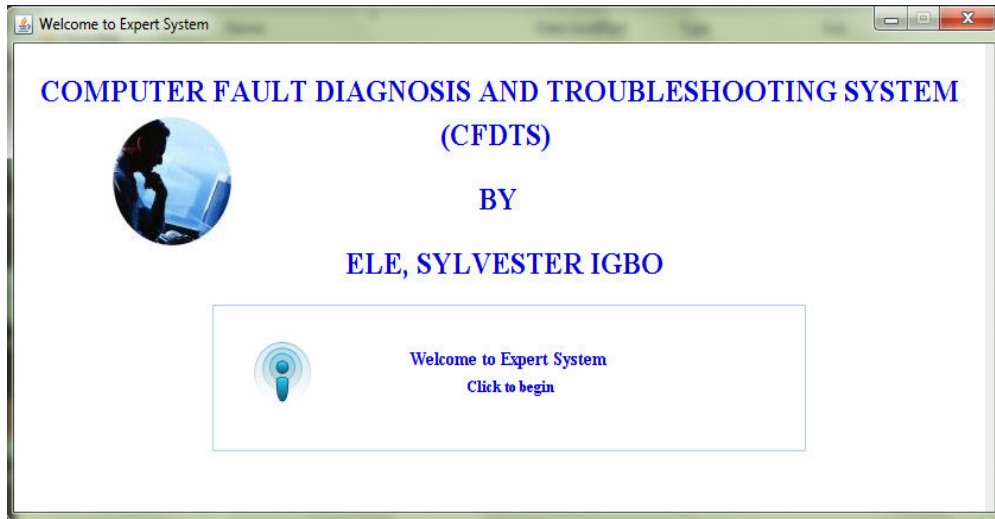 Welcome to Expert System
COMPUTER FAULT DIAGNOSIS AND TROUBLESHOOTING SYSTEM
(CFDTS)
BY
ELE, SYLVESTER IGBO
Welcome to Expert System
Click to begin